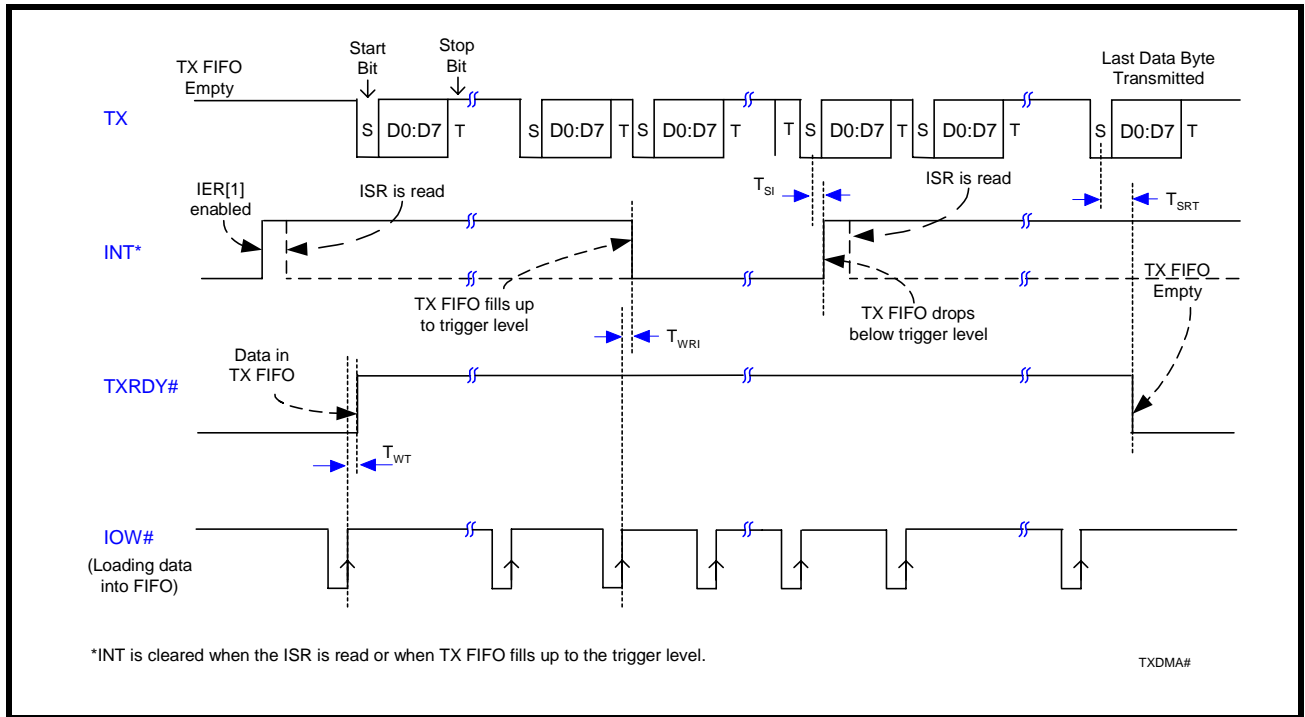 Start
Bit
Stop
Bit
TX FIFO
Empty
Last Data Byte
Transmitted
TX
S D0:D7 T S D0:D7 T S D0:D7 T T S D0:D7 T S D0:D7 T S D0:D7 T
IER[1]
enabled
ISR is read
TSI
ISR is read
TSRT
INT*
TX FIFO fills up
to trigger level
TX FIFO drops
below trigger level
TX FIFO
Empty
TWRI
Data in
TX FIFO
TXRDY#
TWT
IOW#
(Loading data
into FIFO)
*INT is cleared when the ISR is read or when TX FIFO fills up to the trigger level.
TXDMA#